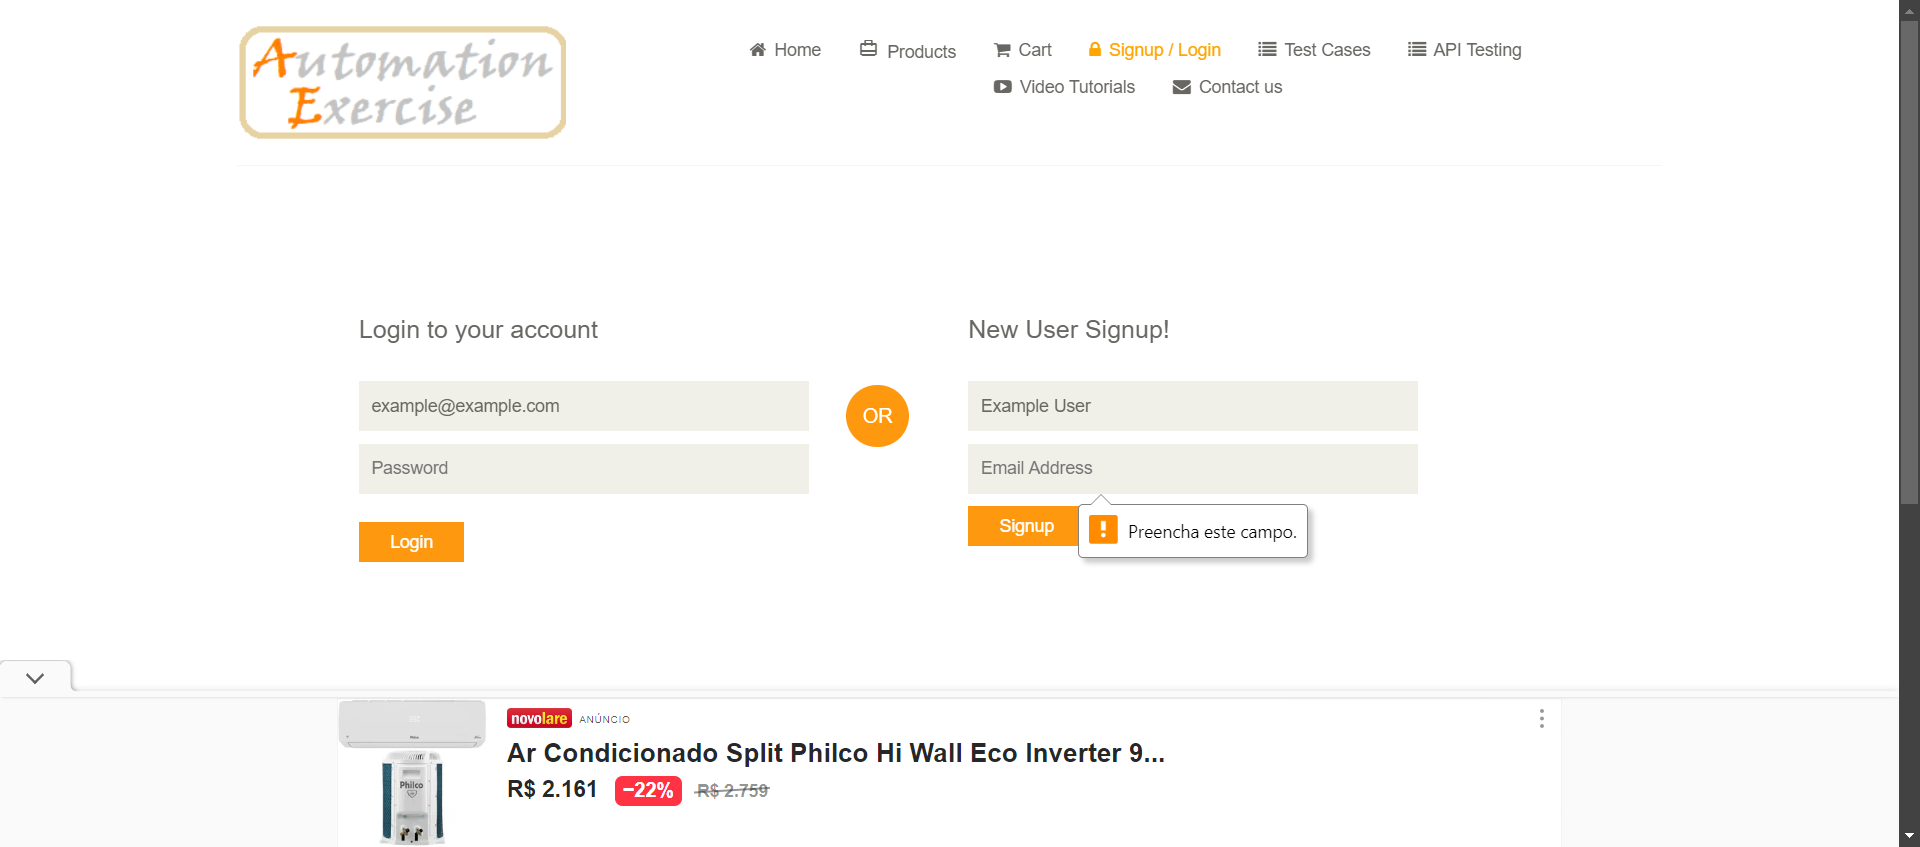 Automation
Exercise
Home
Products
Cart
Signup / Login
Test Cases
API Testing
Video Tutorials
Contact us
Login to your account
example@example.com
Password
Login
OR
New User Signup!
Example User
Email Address
Signup
Preencha este campo.
novolare ANÚNCIO
Ar Condicionado Split Philco Hi Wall Eco Inverter 9...
R$ 2.161 −22% R$ 2.759
Philco